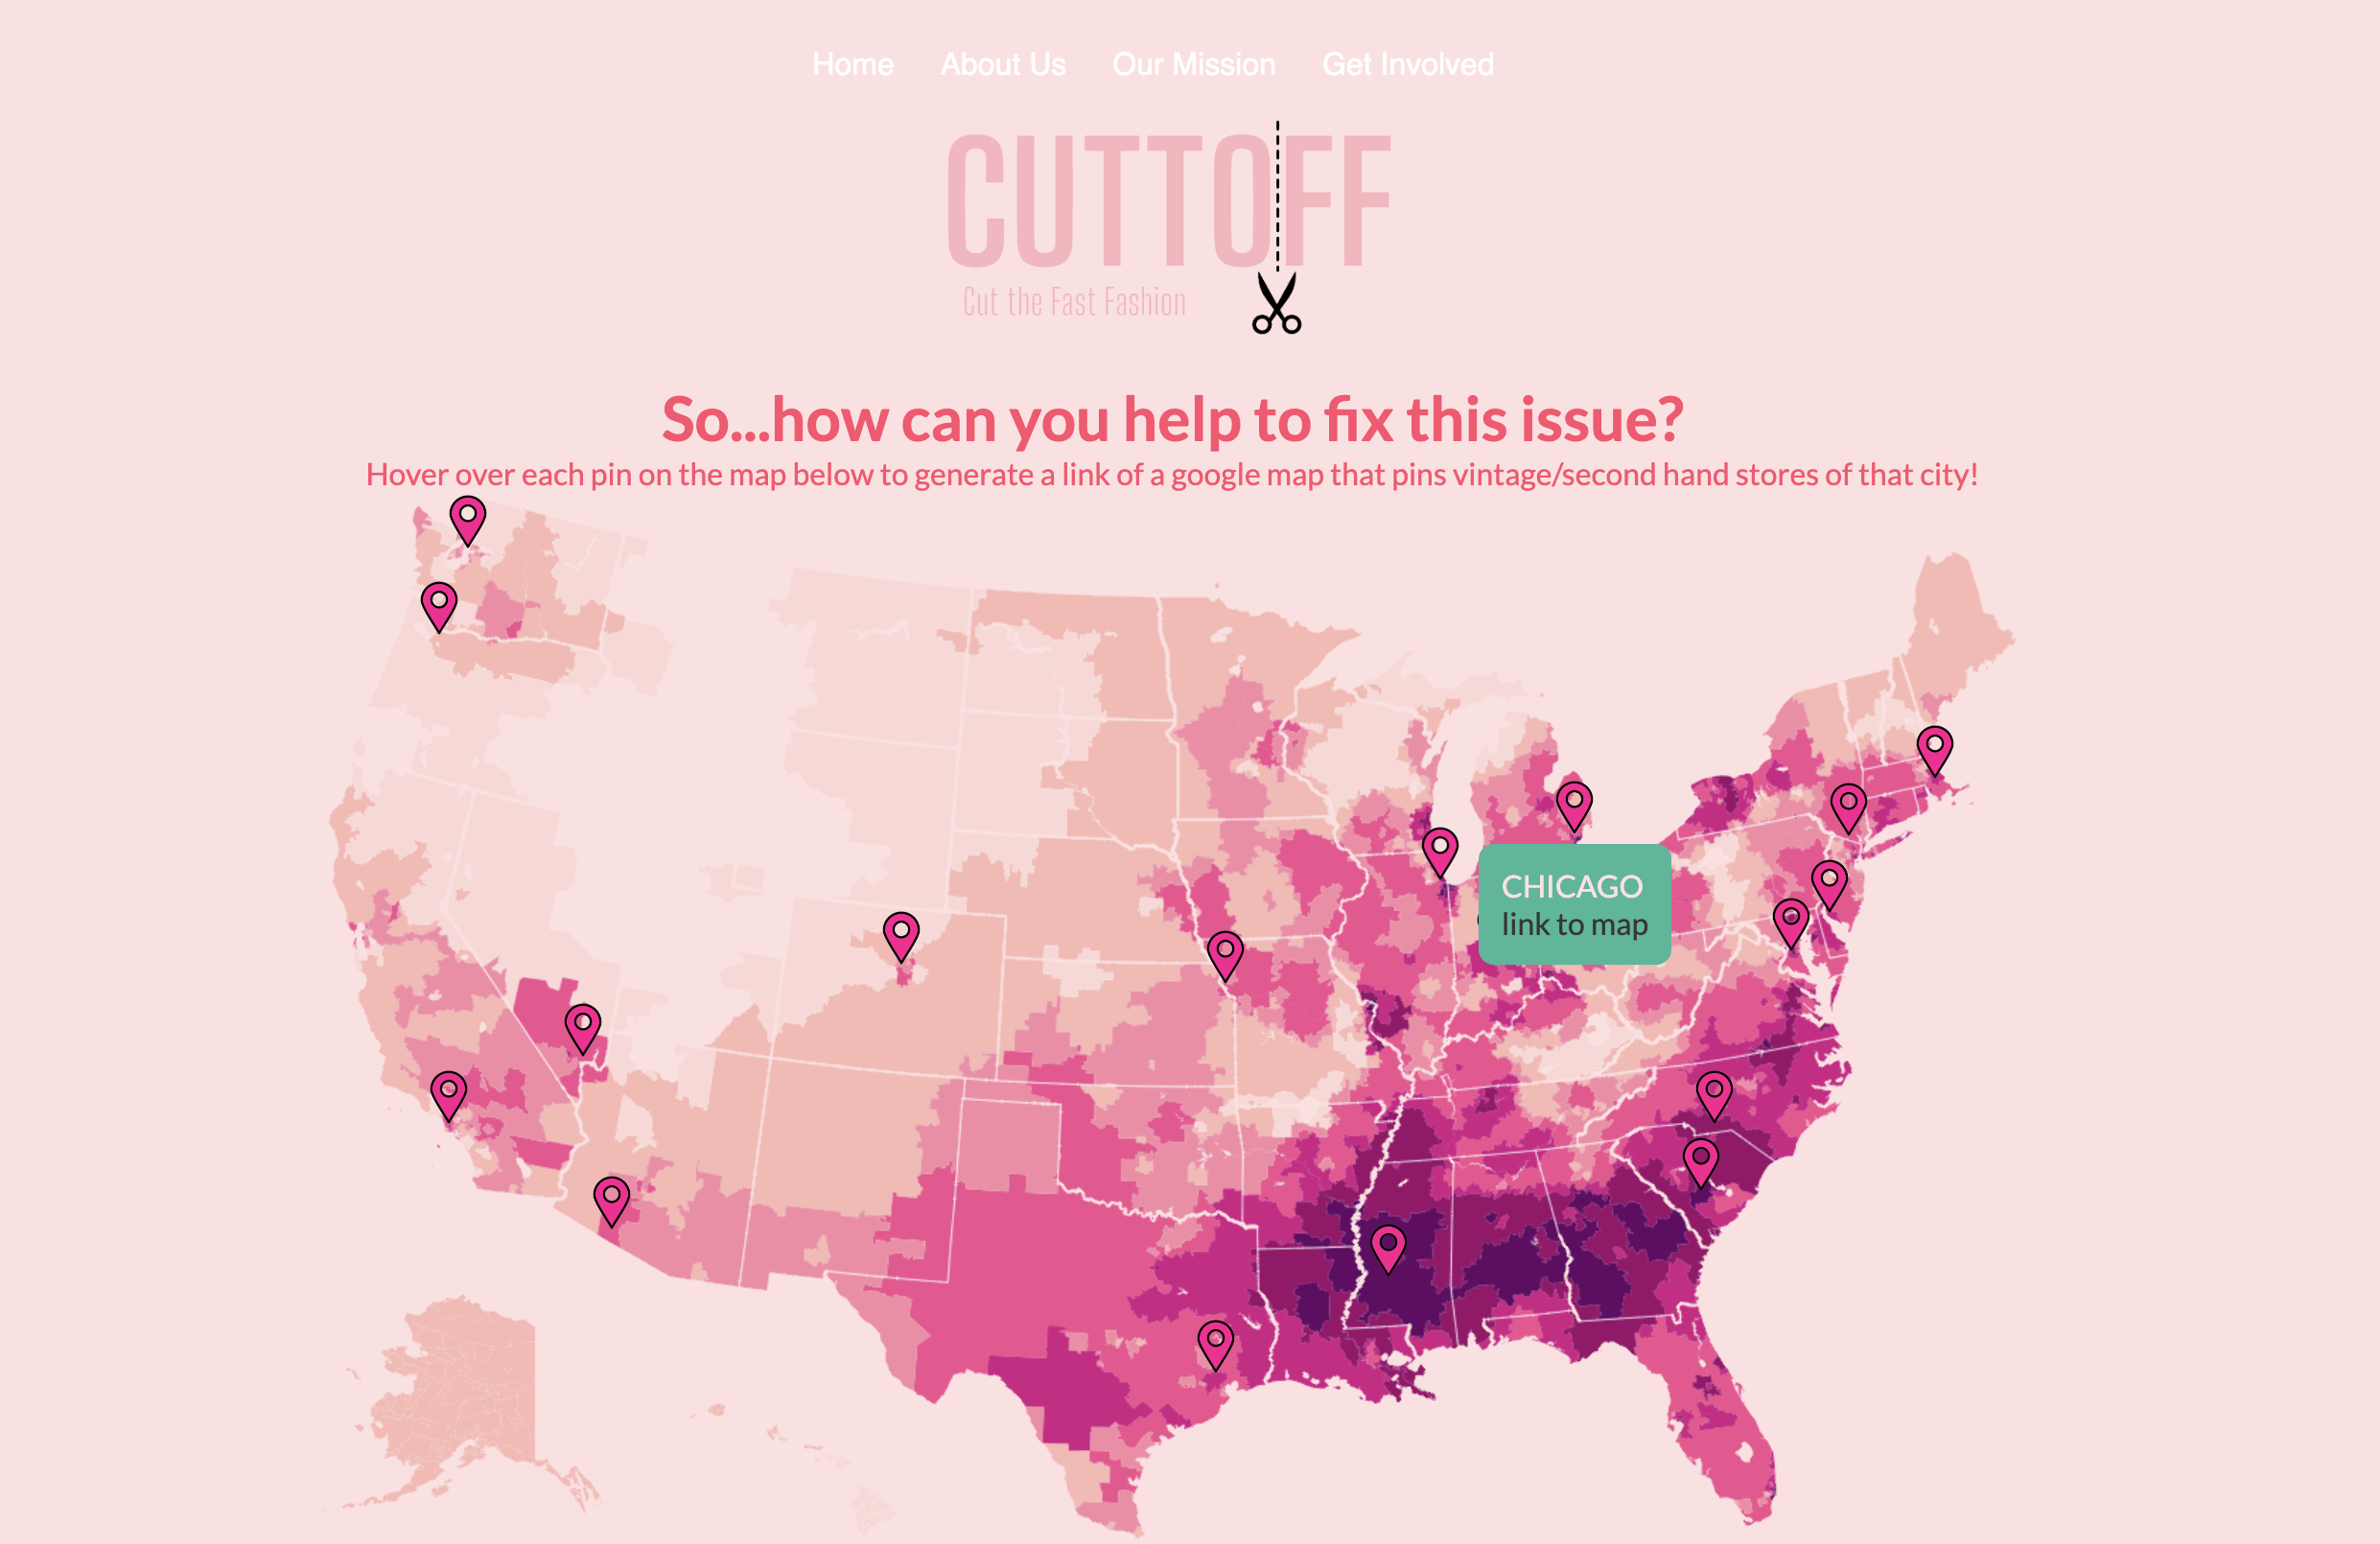 Home About Us Our Mission Get Involved
CUTTOFF
Cut the Fast Fashion
So...how can you help to fix this issue?
Hover over each pin on the map below to generate a link of a google map that pins vintage/second hand stores of that city!
CHICAGO
link to map